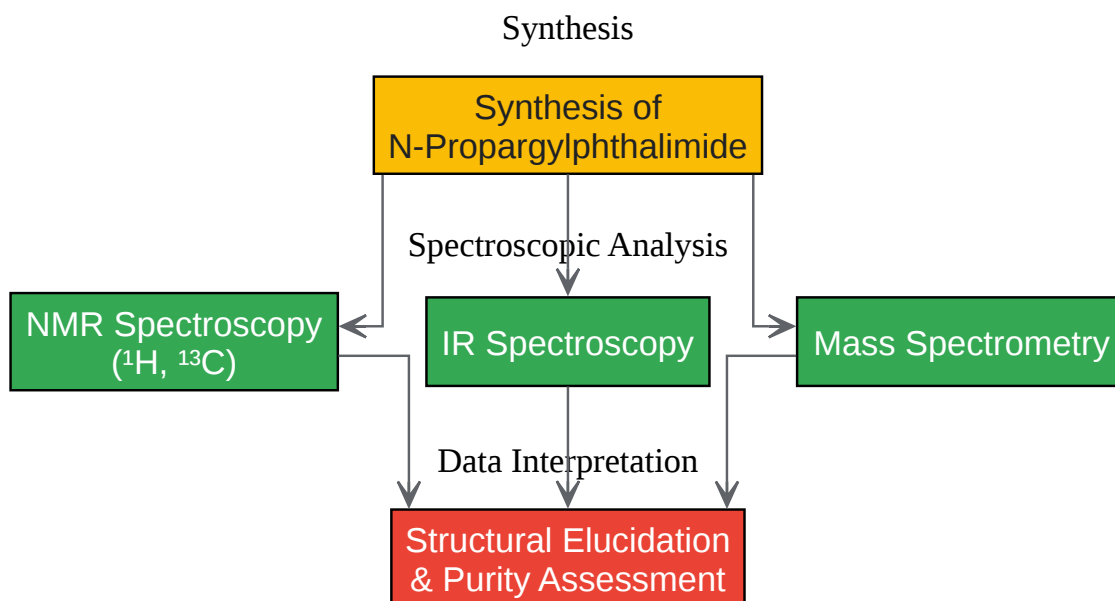 Synthesis
Synthesis of
N-Propargylphthalimide
Spectroscopic Analysis
NMR Spectroscopy
(¹H, ¹³C)
IR Spectroscopy
Mass Spectrometry
Data Interpretation
Structural Elucidation
& Purity Assessment